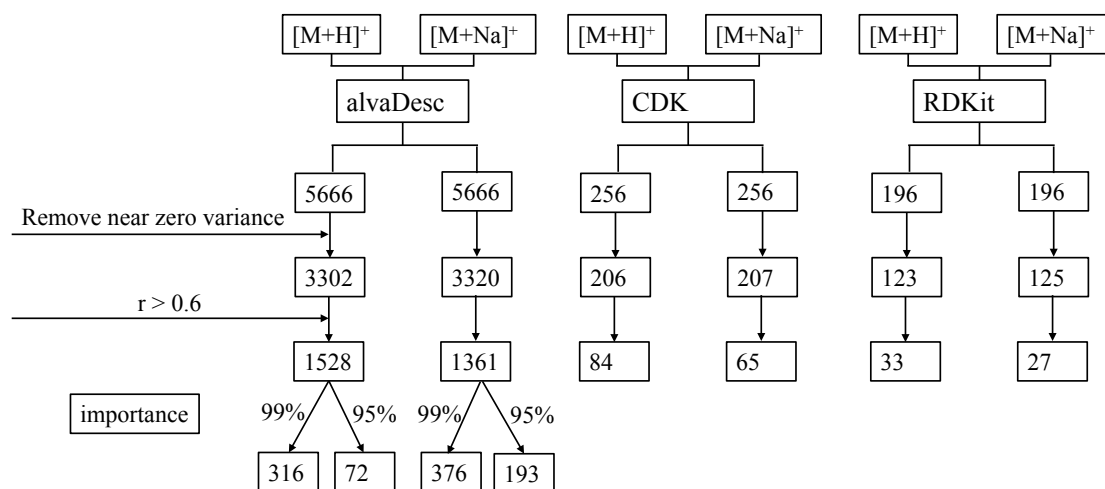 [M+H]⁺ [M+Na]⁺ [M+H]⁺ [M+Na]⁺ [M+H]⁺ [M+Na]⁺
alvaDesc CDK RDKit
5666 5666 256 256 196 196
Remove near zero variance
3302 3320 206 207 123 125
r > 0.6
1528 1361 84 65 33 27
importance 99% 95% 99% 95%
316 72 376 193